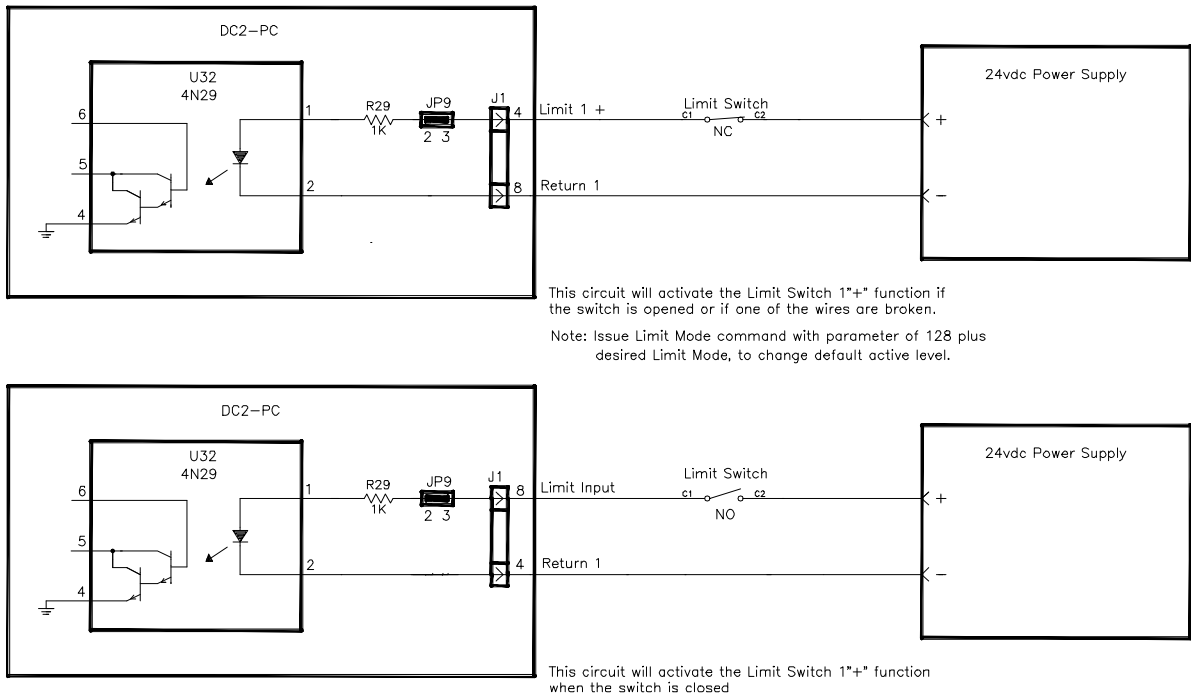 DC2-PC
U32
4N29
6
5
4
1
2
R29
1K
JP9
2 3
J1
4
8
Limit 1 +
Return 1
Limit Switch
C1 C2
NC
24vdc Power Supply
+
-
This circuit will activate the Limit Switch 1"+" function if
the switch is opened or if one of the wires are broken.
Note: Issue Limit Mode command with parameter of 128 plus
desired Limit Mode, to change default active level.
DC2-PC
U32
4N29
6
5
4
1
2
R29
1K
JP9
2 3
J1
8
4
Limit Input
Return 1
Limit Switch
C1 C2
NO
24vdc Power Supply
+
-
This circuit will activate the Limit Switch 1"+" function
when the switch is closed